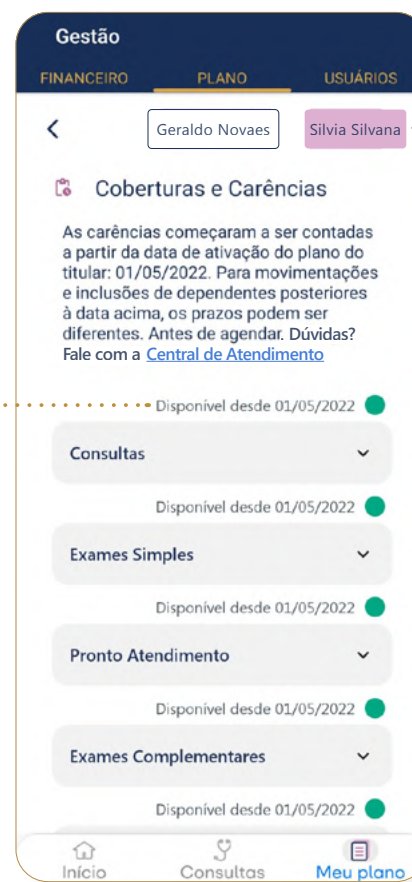 Gestão
FINANCEIRO PLANO USUÁRIOS
Geraldo Novaes Silvia Silvana
Coberturas e Carências
As carências começaram a ser contadas
a partir da data de ativação do plano do
titular: 01/05/2022. Para movimentações
e inclusões de dependentes posteriores
à data acima, os prazos podem ser
diferentes. Antes de agendar. Dúvidas?
Fale com a Central de Atendimento
Disponível desde 01/05/2022
Consultas
Disponível desde 01/05/2022
Exames Simples
Disponível desde 01/05/2022
Pronto Atendimento
Disponível desde 01/05/2022
Exames Complementares
Disponível desde 01/05/2022
Início Consultas Meu plano